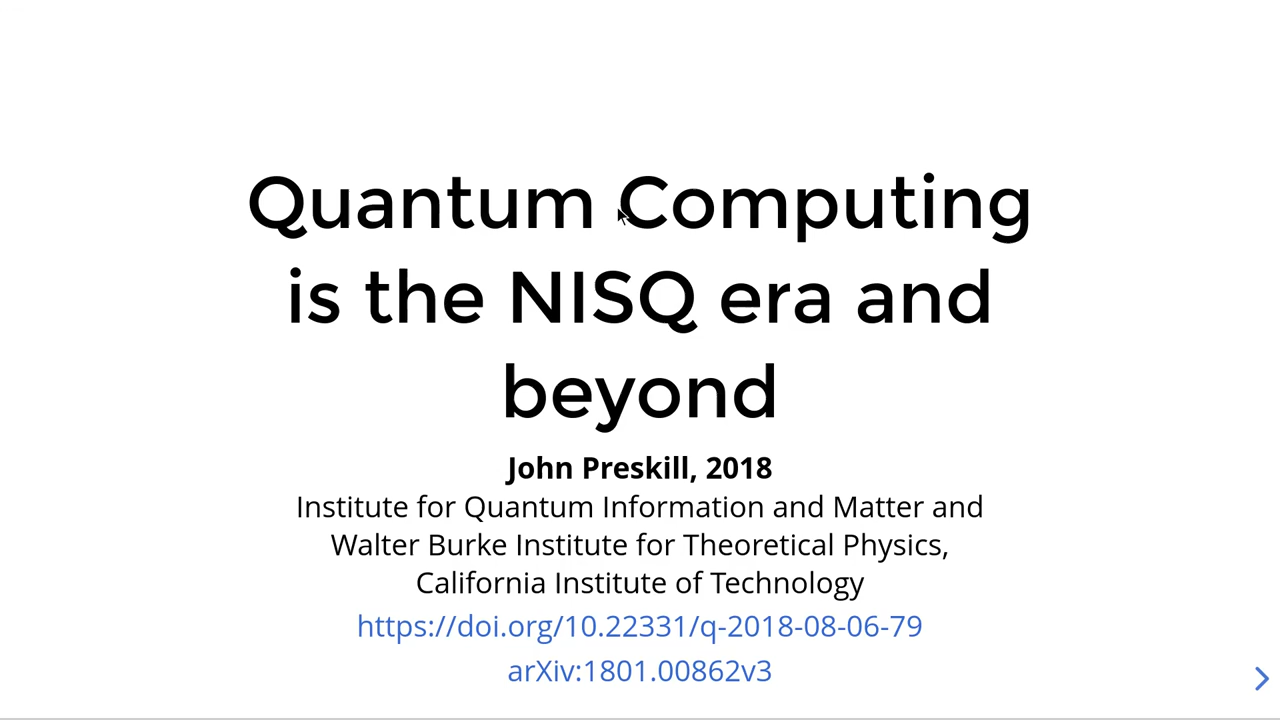 Quantum Computing
is the NISQ era and
beyond
John Preskill, 2018
Institute for Quantum Information and Matter and
Walter Burke Institute for Theoretical Physics,
California Institute of Technology
https://doi.org/10.22331/q-2018-08-06-79
arXiv:1801.00862v3